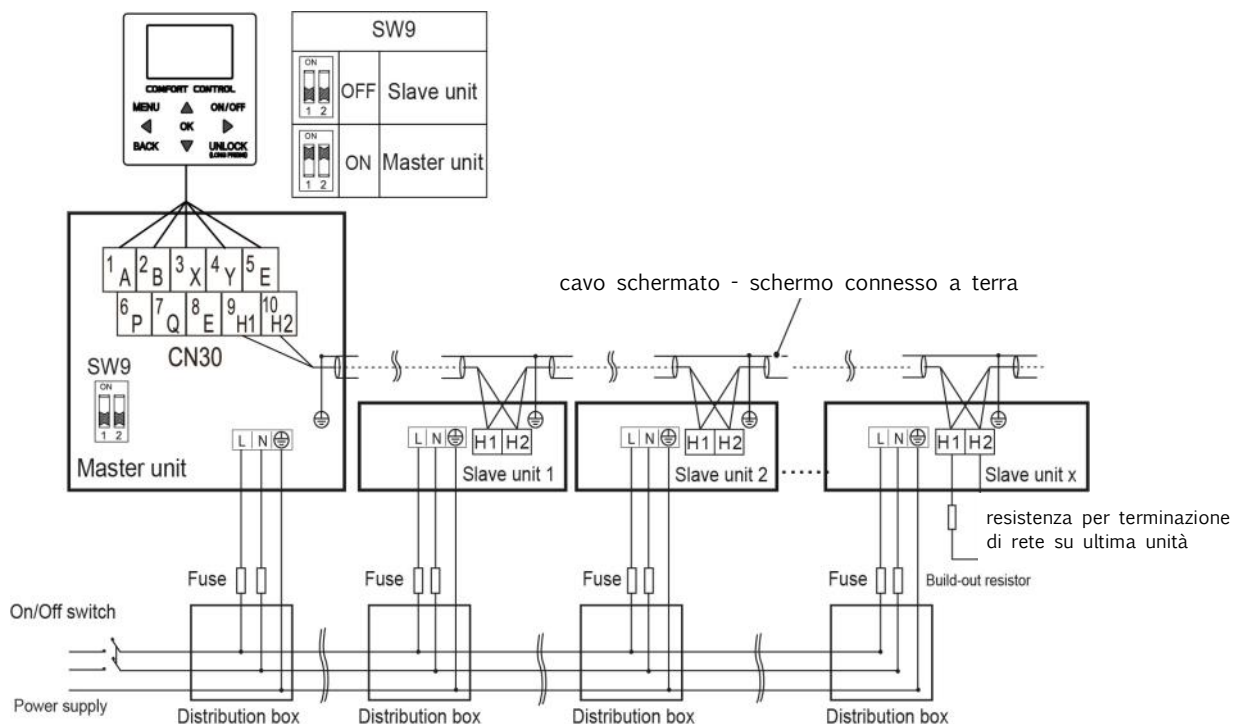 SW9
ON
1 2
OFF
Slave unit
ON
1 2
ON
Master unit
COMFORT CONTROL
MENU
ON/OFF
OK
BACK
UNLOCK
(LONG PRESS)
1 A 2 B 3 X 4 Y 5 E
6 P 7 Q 8 E 9 H1 10 H2
CN30
SW9
ON
1 2
L N
Master unit
cavo schermato - schermo connesso a terra
L N
H1 H2
Slave unit 1
L N
H1 H2
Slave unit 2
L N
H1 H2
Slave unit x
resistenza per terminazione
di rete su ultima unità
Build-out resistor
Fuse
Fuse
Fuse
Fuse
On/Off switch
Power supply
Distribution box
Distribution box
Distribution box
Distribution box